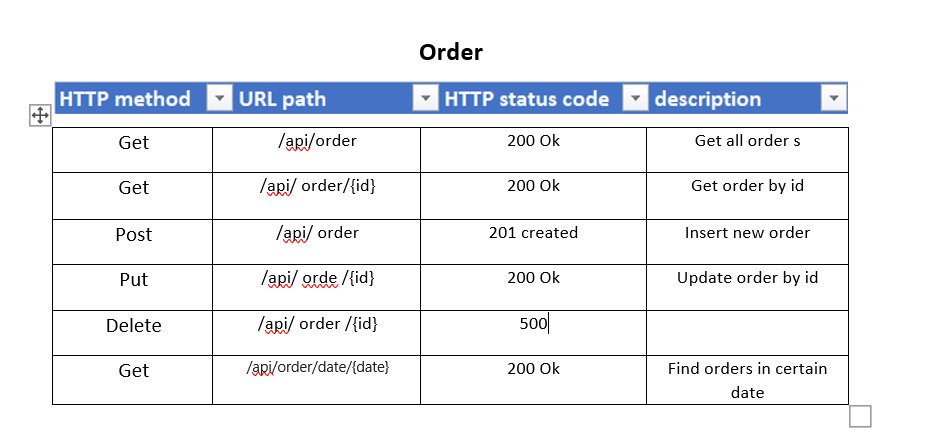 Order
HTTP method URL path HTTP status code description
Get /api/order 200 Ok Get all order s
Get /api/ order/{id} 200 Ok Get order by id
Post /api/ order 201 created Insert new order
Put /api/ orde /{id} 200 Ok Update order by id
Delete /api/ order /{id} 500
Get /api/order/date/{date} 200 Ok Find orders in certain
date